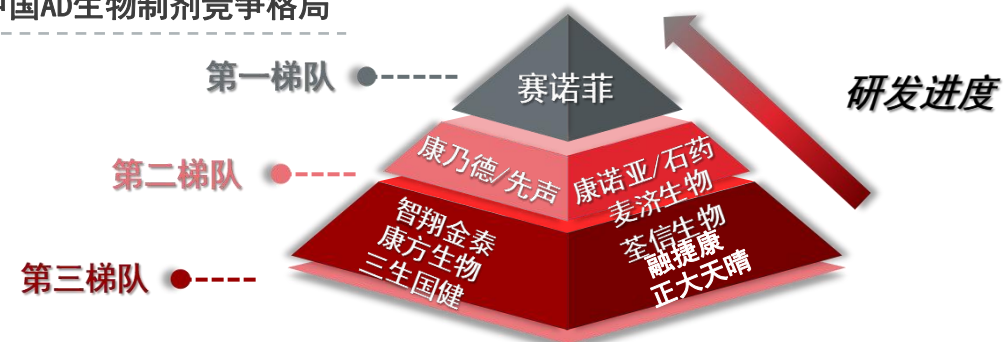 中国AD生物制剂竞争格局
第一梯队
赛诺菲
研发进度
第二梯队
康乃德/先声
康诺亚/石药
麦济生物
第三梯队
智翔金泰
康方生物
三生国健
荃信生物
融捷康
正大天晴